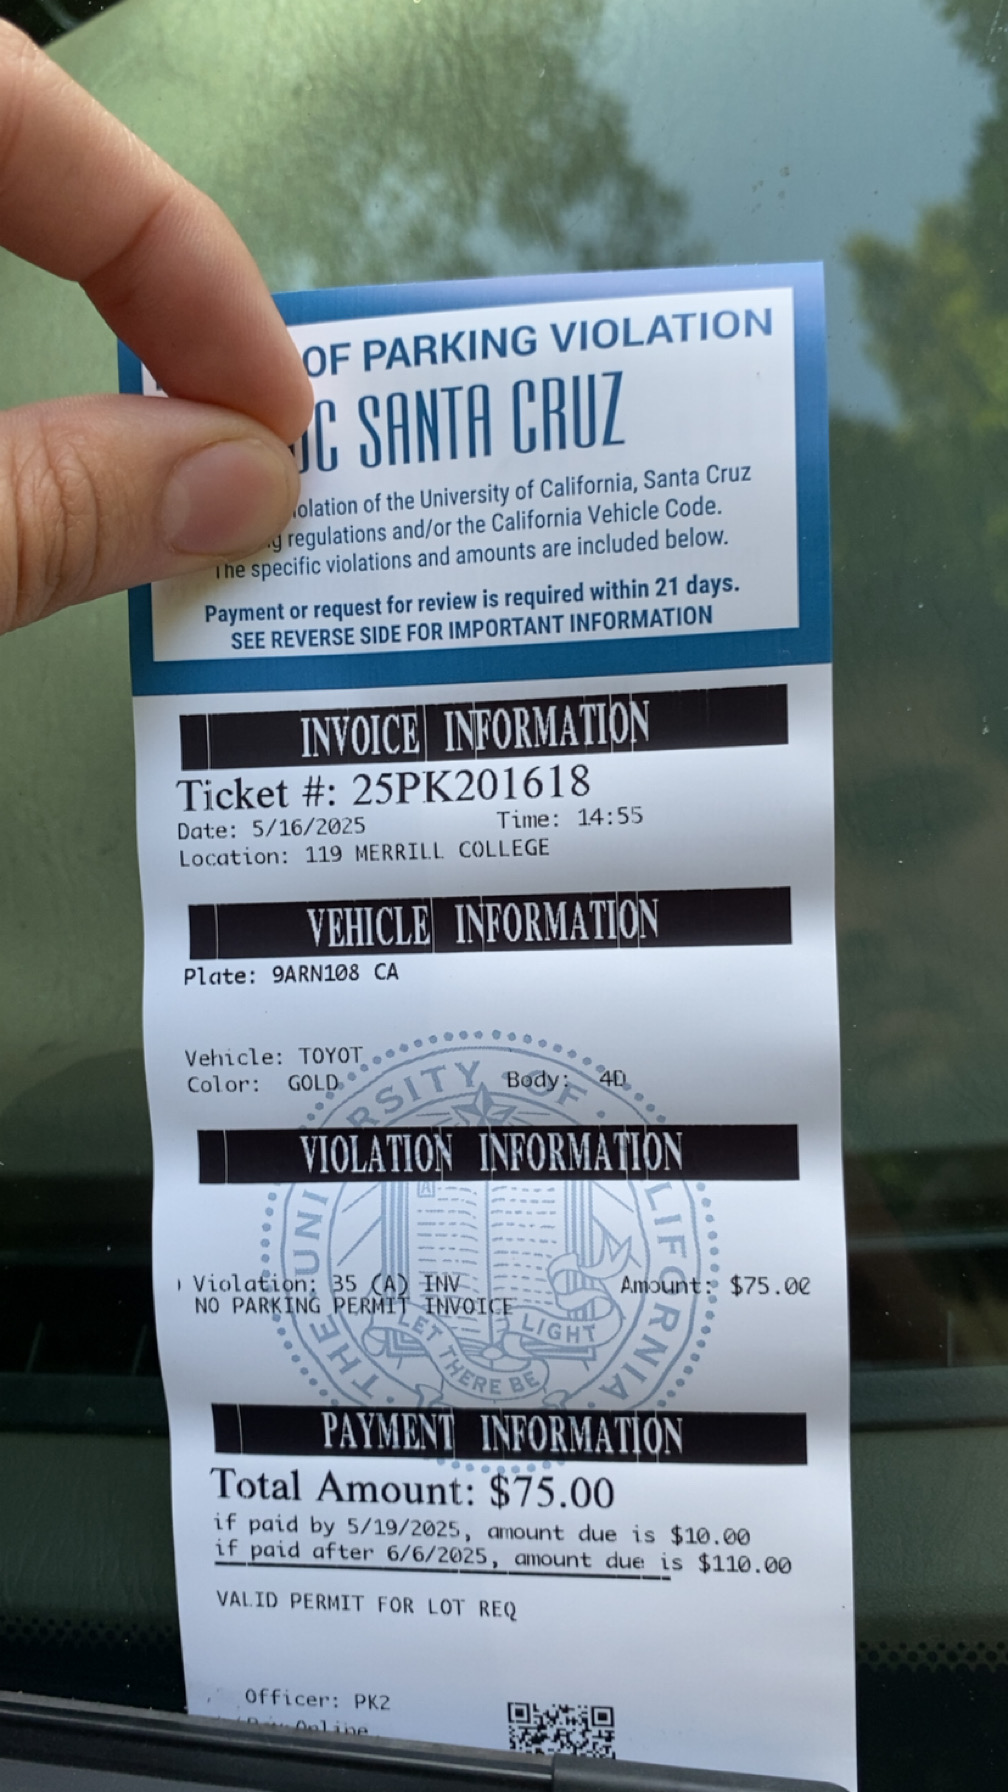 OF PARKING VIOLATION
UC SANTA CRUZ
of the University of California, Santa Cruz
regulations and/or the California Vehicle Code.
The specific violations and amounts are included below.
Payment or request for review is required within 21 days.
SEE REVERSE SIDE FOR IMPORTANT INFORMATION
INVOICE INFORMATION
Ticket #: 25PK201618
Date: 5/16/2025 Time: 14:55
Location: 119 MERRILL COLLEGE
VEHICLE INFORMATION
Plate: 9ARN108 CA
Vehicle: TOYOT
Color: GOLD Body: 4D
VIOLATION INFORMATION
Violation: 35 (A) INV Amount: $75.00
NO PARKING PERMIT INVOICE
THE UNIVERSITY OF CALIFORNIA
LET THERE BE LIGHT
PAYMENT INFORMATION
Total Amount: $75.00
if paid by 5/19/2025, amount due is $10.00
if paid after 6/6/2025, amount due is $110.00
VALID PERMIT FOR LOT REQ
Officer: PK2
Online